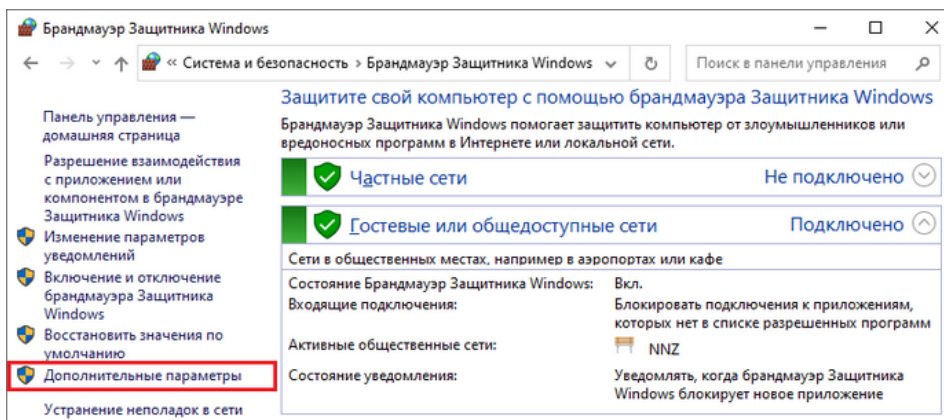 Брандмауэр Защитника Windows
« Система и безопасность › Брандмауэр Защитника Windows
Поиск в панели управления
Панель управления —
домашняя страница
Разрешение взаимодействия
с приложением или
компонентом в брандмауэре
Защитника Windows
Изменение параметров
уведомлений
Включение и отключение
брандмауэра Защитника
Windows
Восстановить значения по
умолчанию
Дополнительные параметры
Устранение неполадок в сети
Защитите свой компьютер с помощью брандмауэра Защитника Window
Брандмауэр Защитника Windows помогает защитить компьютер от злоумышленников или
вредоносных программ в Интернете или локальной сети.
Частные сети
Не подключено
Гостевые или общедоступные сети
Подключено
Сети в общественных местах, например в аэропортах или кафе
Состояние Брандмауэр Защитника Windows:
Вкл.
Входящие подключения:
Блокировать подключения к приложениям,
которых нет в списке разрешенных программ
Активные общественные сети:
NNZ
Состояние уведомления:
Уведомлять, когда брандмауэр Защитника
Windows блокирует новое приложение